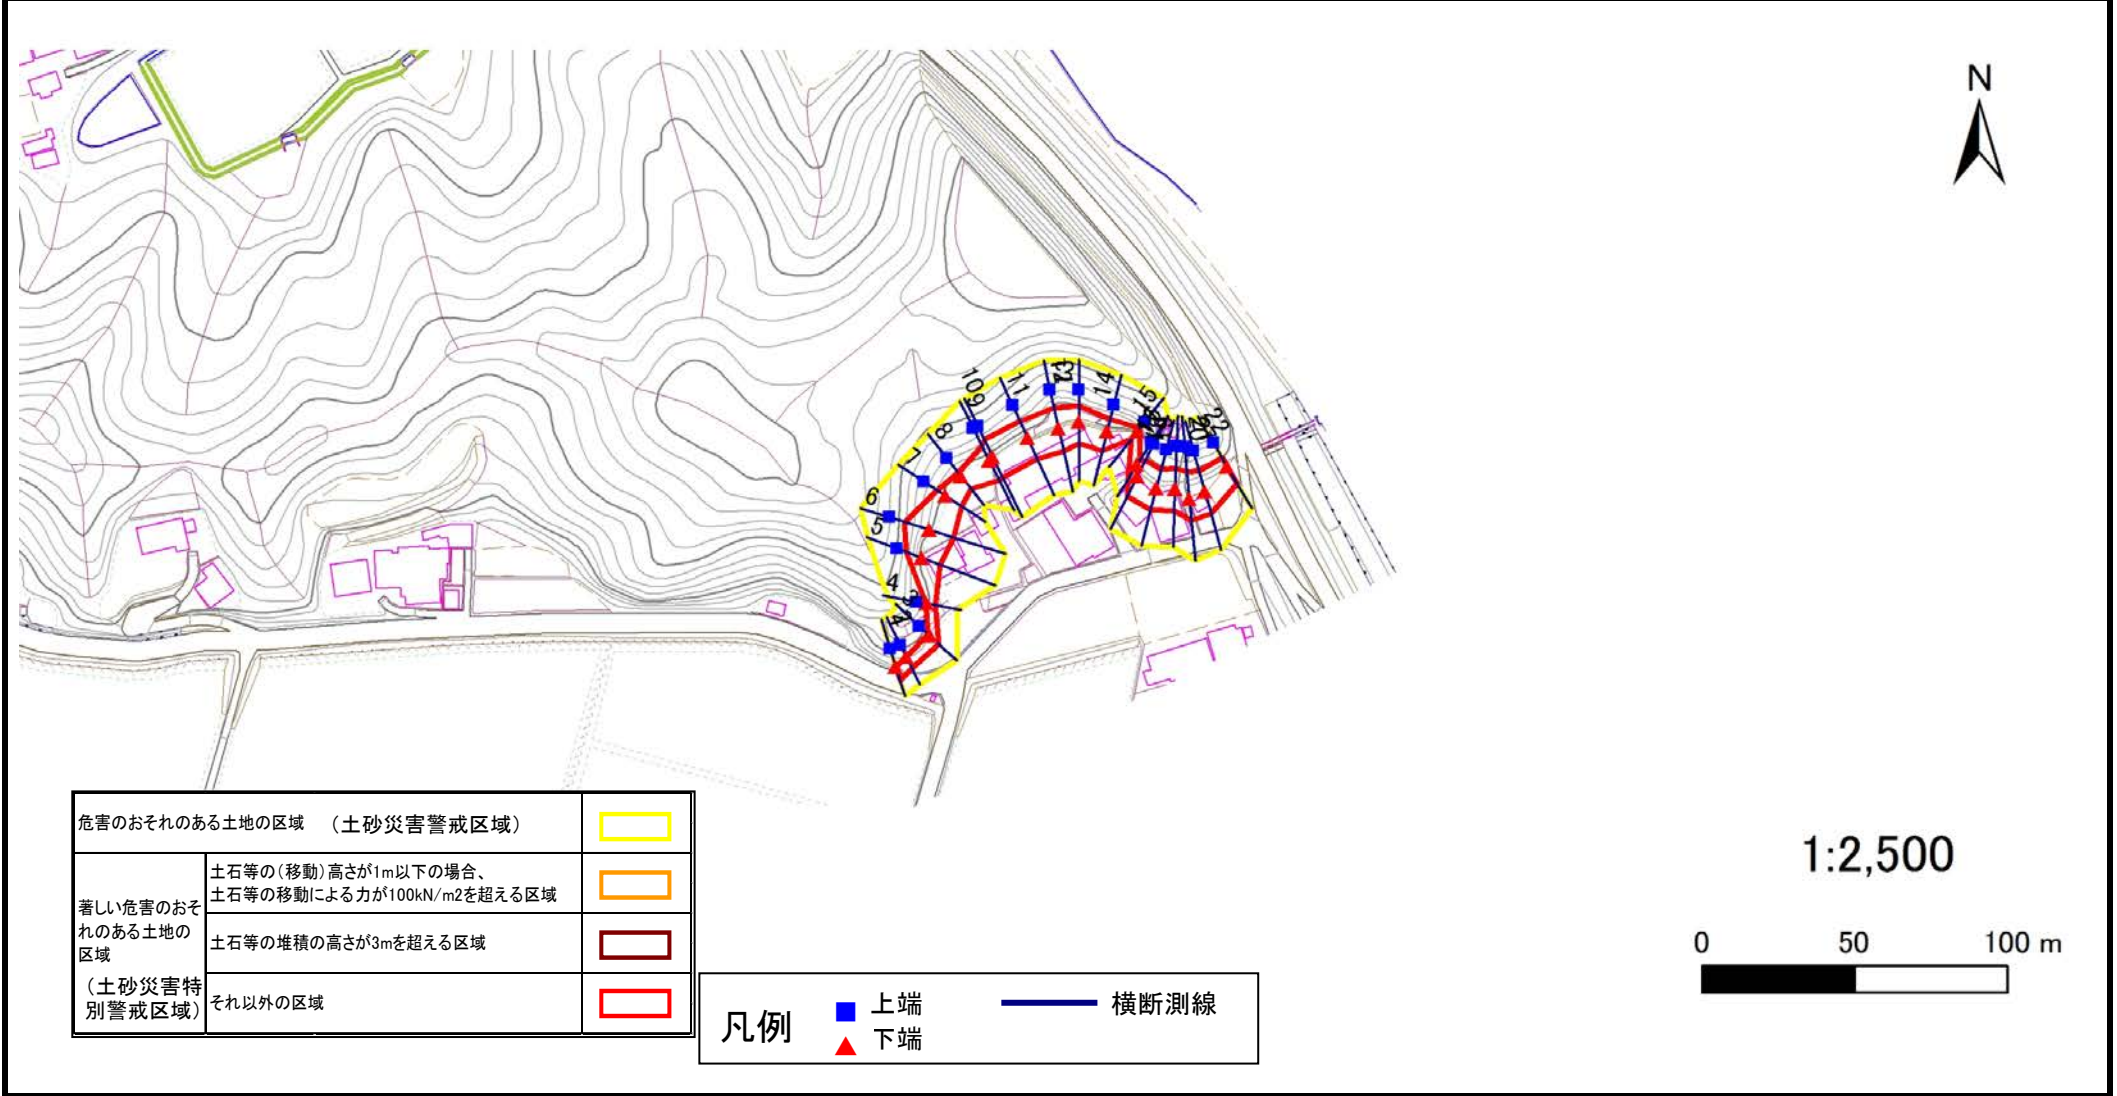 N
10
9
11
13
14
15
22
8
7
6
5
4
危害のおそれのある土地の区域 （土砂災害警戒区域）
著しい危害のおそ
れのある土地の
区域
（土砂災害特
別警戒区域）
土石等の（移動）高さが1m以下の場合、
土石等の移動による力が100kN/m2を超える区域
土石等の堆積の高さが3mを超える区域
それ以外の区域
凡例
上端
下端
横断測線
1:2,500
0 50 100 m